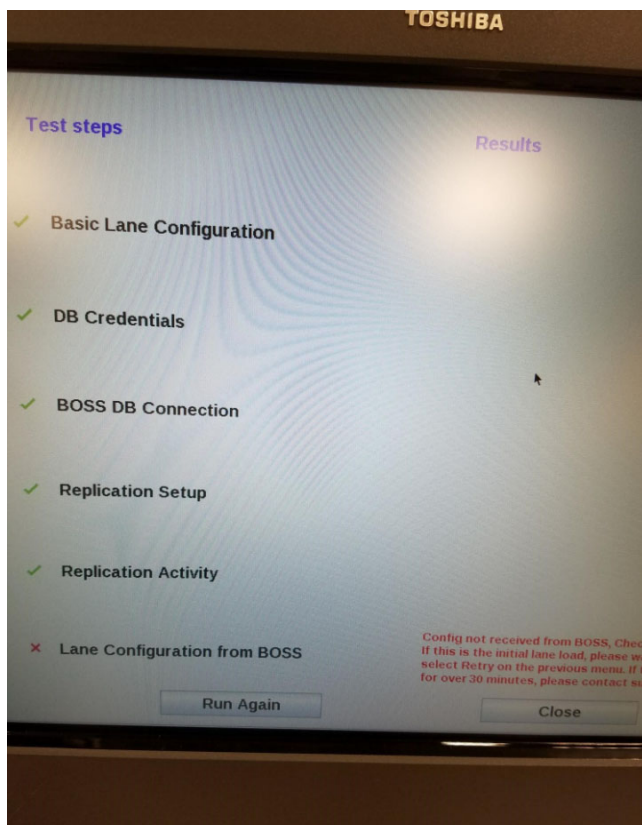 TOSHIBA
Test steps
Results
Basic Lane Configuration
DB Credentials
BOSS DB Connection
Replication Setup
Replication Activity
Lane Configuration from BOSS
Config not received from BOSS,
If this is the initial lane load, please
select Retry on the previous menu. If
for over 30 minutes, please contact
Run Again
Close